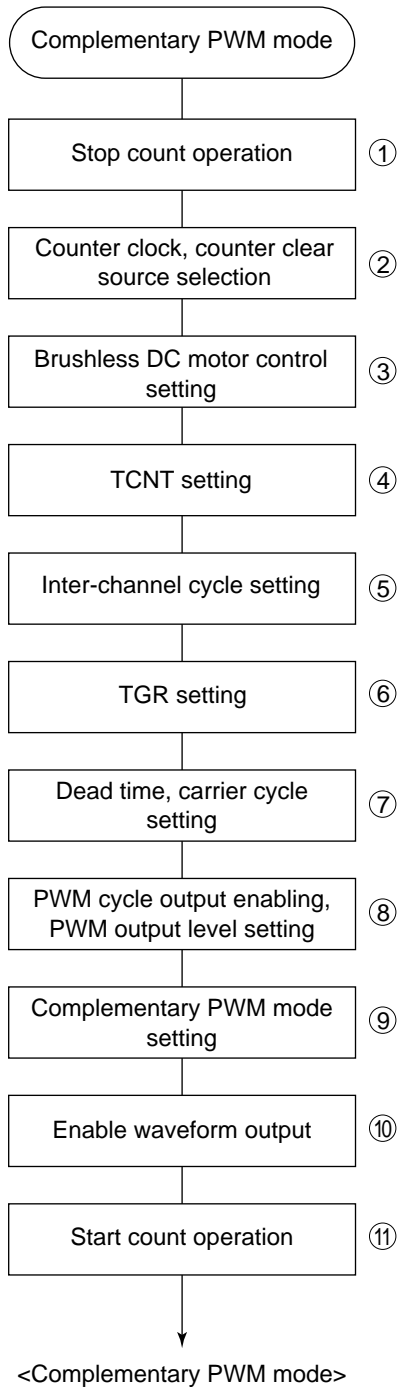 Complementary PWM mode
Stop count operation
①
Counter clock, counter clear
source selection
②
Brushless DC motor control
setting
③
TCNT setting
④
Inter-channel cycle setting
⑤
TGR setting
⑥
Dead time, carrier cycle
setting
⑦
PWM cycle output enabling,
PWM output level setting
⑧
Complementary PWM mode
setting
⑨
Enable waveform output
⑩
Start count operation
⑪
<Complementary PWM mode>